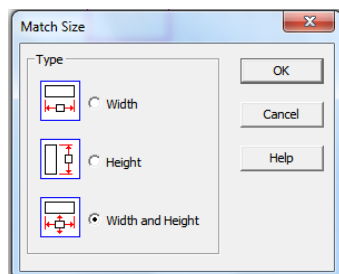 Match Size
Type
OK
Width
Cancel
Height
Help
Width and Height